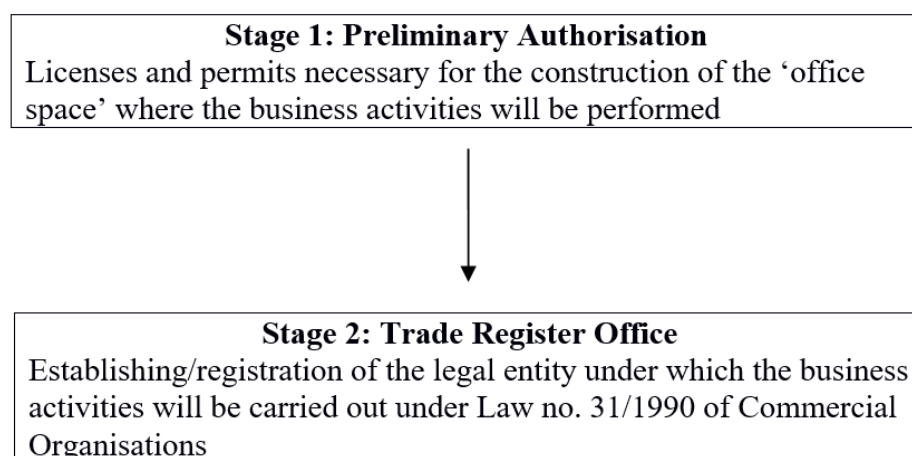 Stage 1: Preliminary Authorisation
Licenses and permits necessary for the construction of the ‘office
space’ where the business activities will be performed
Stage 2: Trade Register Office
Establishing/registration of the legal entity under which the business
activities will be carried out under Law no. 31/1990 of Commercial
Organisations